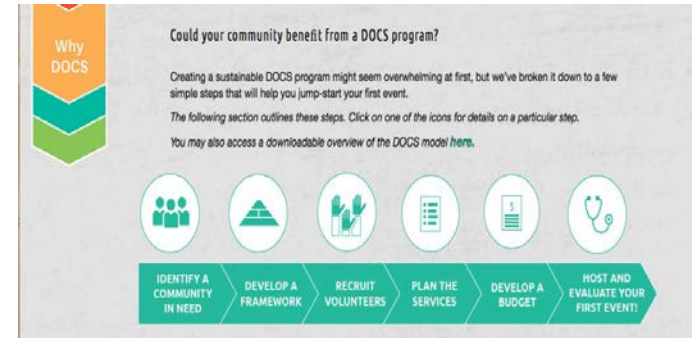 Why
DOCS
Could your community benefit from a DOCS program?
Creating a sustainable DOCS program might seem overwhelming at first, but we've broken it down to a few
simple steps that will help you jump-start your first event.
The following section outlines these steps. Click on one of the icons for details on a particular step.
You may also access a downloadable overview of the DOCS model here.
$
IDENTIFY A
COMMUNITY
IN NEED
DEVELOP A
FRAMEWORK
RECRUIT
VOLUNTEERS
PLAN THE
SERVICES
DEVELOP A
BUDGET
HOST AND
EVALUATE YOUR
FIRST EVENT!